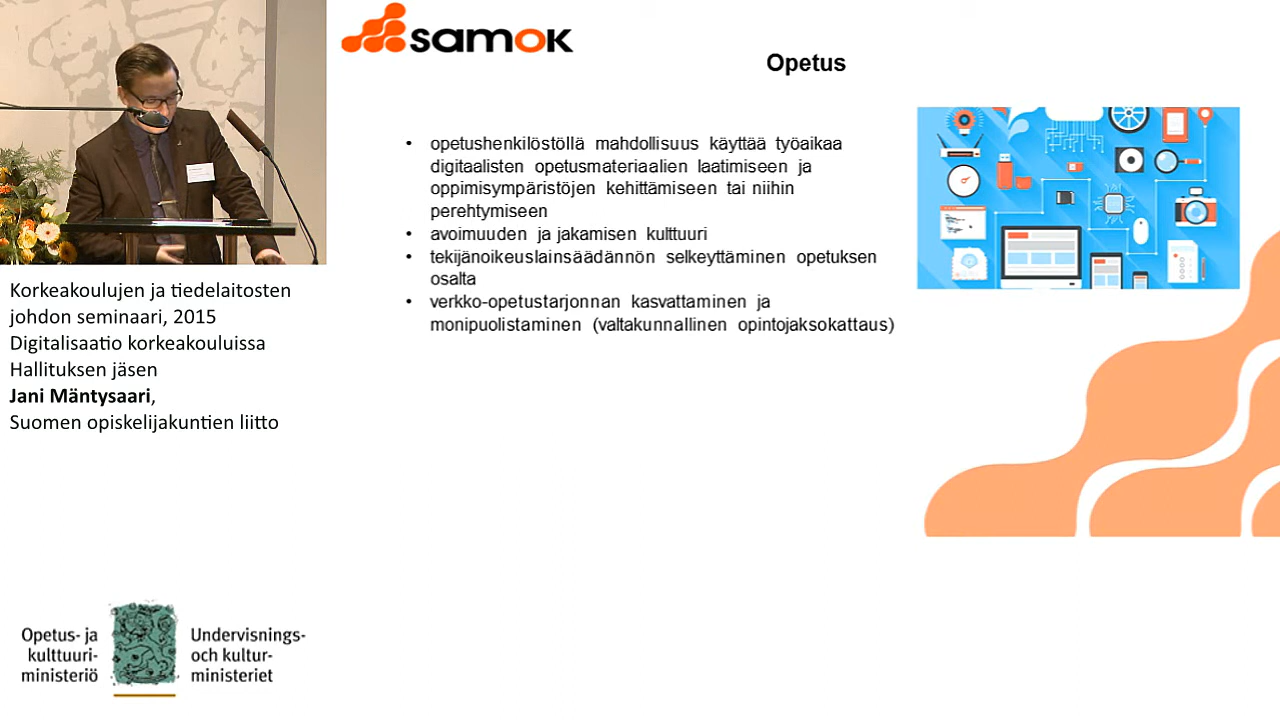 samok
Opetus
• opetushenkilöstöllä mahdollisuus käyttää työaikaa
digitaalisten opetusmateriaalien laatimiseen ja
oppimisympäristöjen kehittämiseen tai niihin
perehtymiseen
• avoimuuden ja jakamisen kulttuuri
• tekijänoikeuslainsäädännön selkeyttäminen opetuksen
osalta
• verkko-opetustarjonnan kasvattaminen ja
monipuolistaminen (valtakunnallinen opintojaksokattaus)
Korkeakoulujen ja tiedelaitosten
johdon seminaari, 2015
Digitalisaatio korkeakouluissa
Hallituksen jäsen
Jani Mäntysaari,
Suomen opiskelijakuntien liitto
Opetus- ja
kulttuuri-
ministeriö
Undervisnings-
och kultur-
ministeriet